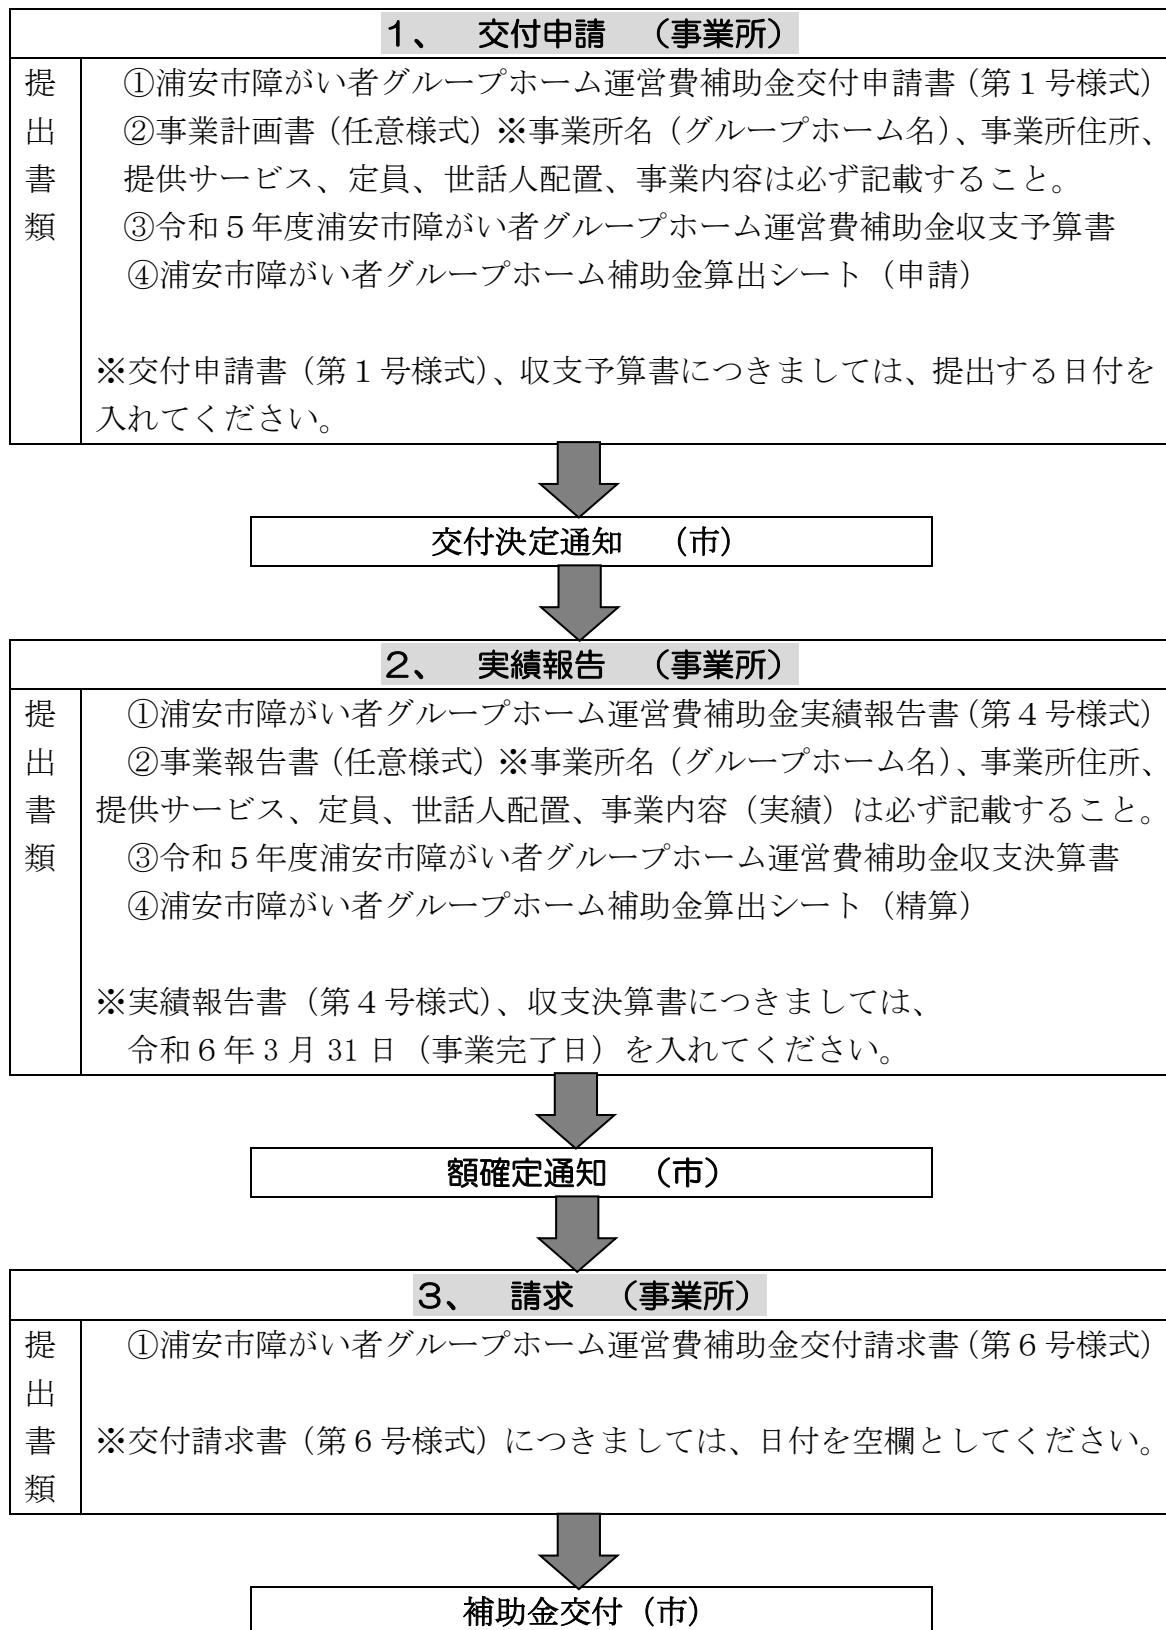 １、　交付申請　（事業所）
提出書類
①浦安市障がい者グループホーム運営費補助金交付申請書（第１号様式）
②事業計画書（任意様式）※事業所名（グループホーム名）、事業所住所、
提供サービス、定員、世話人配置、事業内容は必ず記載すること。
③令和５年度浦安市障がい者グループホーム運営費補助金収支予算書
④浦安市障がい者グループホーム補助金算出シート（申請）
※交付申請書（第１号様式）、収支予算書につきましては、提出する日付を
入れてください。
交付決定通知　（市）
２、　実績報告　（事業所）
提出書類
①浦安市障がい者グループホーム運営費補助金実績報告書（第４号様式）
②事業報告書（任意様式）※事業所名（グループホーム名）、事業所住所、
提供サービス、定員、世話人配置、事業内容（実績）は必ず記載すること。
③令和５年度浦安市障がい者グループホーム運営費補助金収支決算書
④浦安市障がい者グループホーム補助金算出シート（精算）
※実績報告書（第４号様式）、収支決算書につきましては、
令和６年３月31日（事業完了日）を入れてください。
額確定通知　（市）
３、　請求　（事業所）
提出書類
①浦安市障がい者グループホーム運営費補助金交付請求書（第６号様式）
※交付請求書（第６号様式）につきましては、日付を空欄としてください。
補助金交付（市）